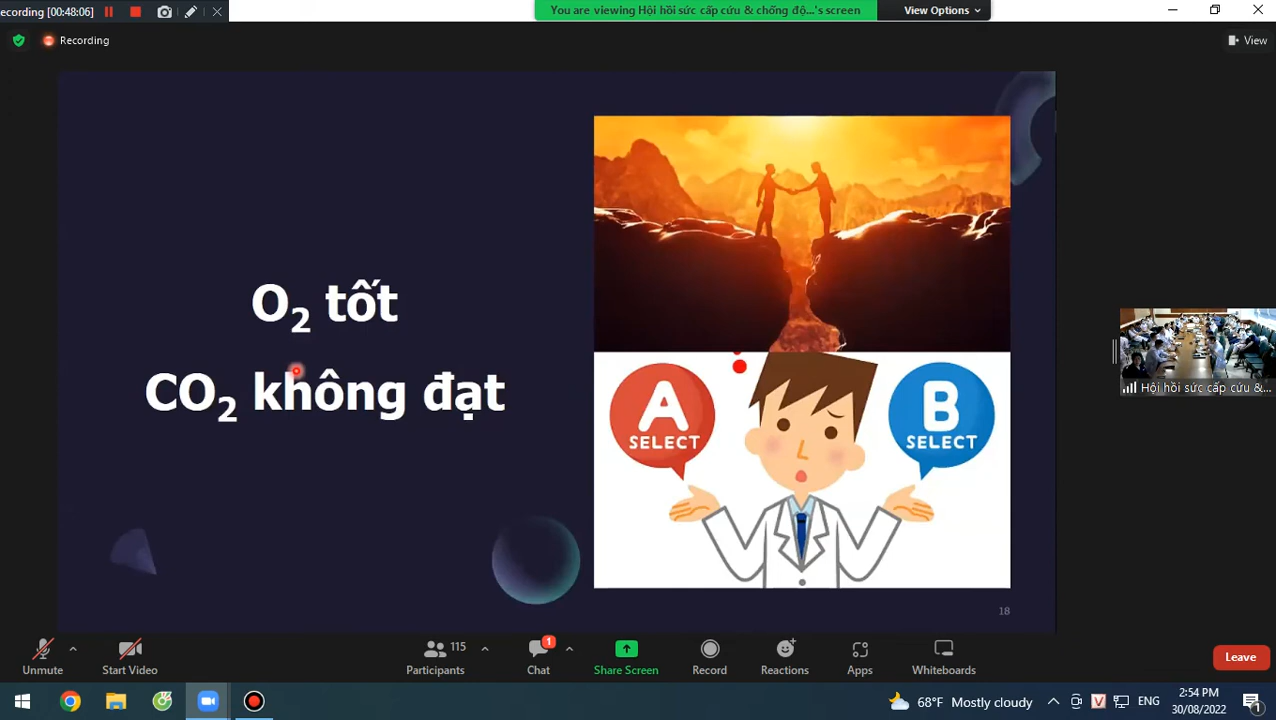 ecording [00:48:06]
You are viewing Hội hồi sức cấp cứu & chống độ...'s screen
View Options
Recording
View
O₂ tốt
CO₂ không đạt
A
SELECT
B
SELECT
18
Hội hồi sức cấp cứu &...
Unmute
Start Video
115
Participants
1
Chat
Share Screen
Record
Reactions
Apps
Whiteboards
Leave
68°F Mostly cloudy
V
ENG
2:54 PM
30/08/2022
1